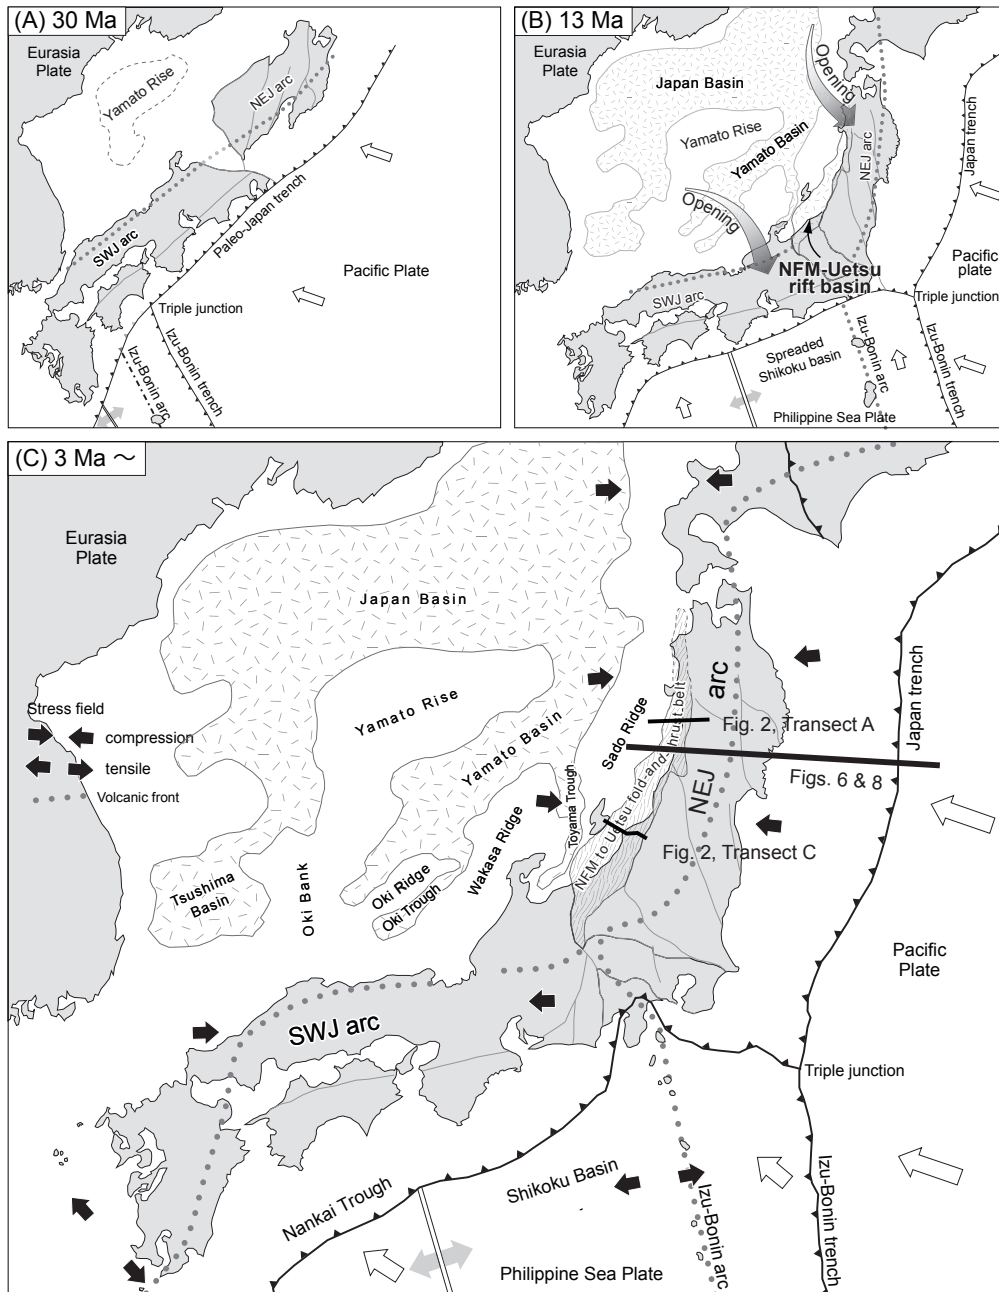 (A) 30 Ma
Eurasia
Plate
Yamato Rise
NEJ arc
SWJ arc
Paleo-Japan trench
Pacific Plate
Triple junction
Izu-Bonin arc
Izu-Bonin trench
(B) 13 Ma
Eurasia
Plate
Opening
Japan Basin
Yamato Rise
Yamato Basin
NEJ arc
Japan trench
Opening
Pacific
plate
NFM-Uetsu
rift basin
SWJ arc
Triple junction
Spreaded
Shikoku basin
Izu-Bonin arc
Izu-Bonin trench
Philippine Sea Plate
(C) 3 Ma ～
Eurasia
Plate
Japan Basin
Yamato Rise
Yamato Basin
Sado Ridge
NFM to Uetsu fold-and-thrust belt
arc
NEJ
Japan trench
Stress field
compression
tensile
Volcanic front
Fig. 2, Transect A
Figs. 6 & 8
Toyama Trough
Fig. 2, Transect C
Wakasa Ridge
Oki Ridge
Oki Trough
Oki Bank
Tsushima
Basin
Pacific
Plate
SWJ arc
Triple junction
Nankai Trough
Shikoku Basin
Izu-Bonin arc
Izu-Bonin trench
Philippine Sea Plate